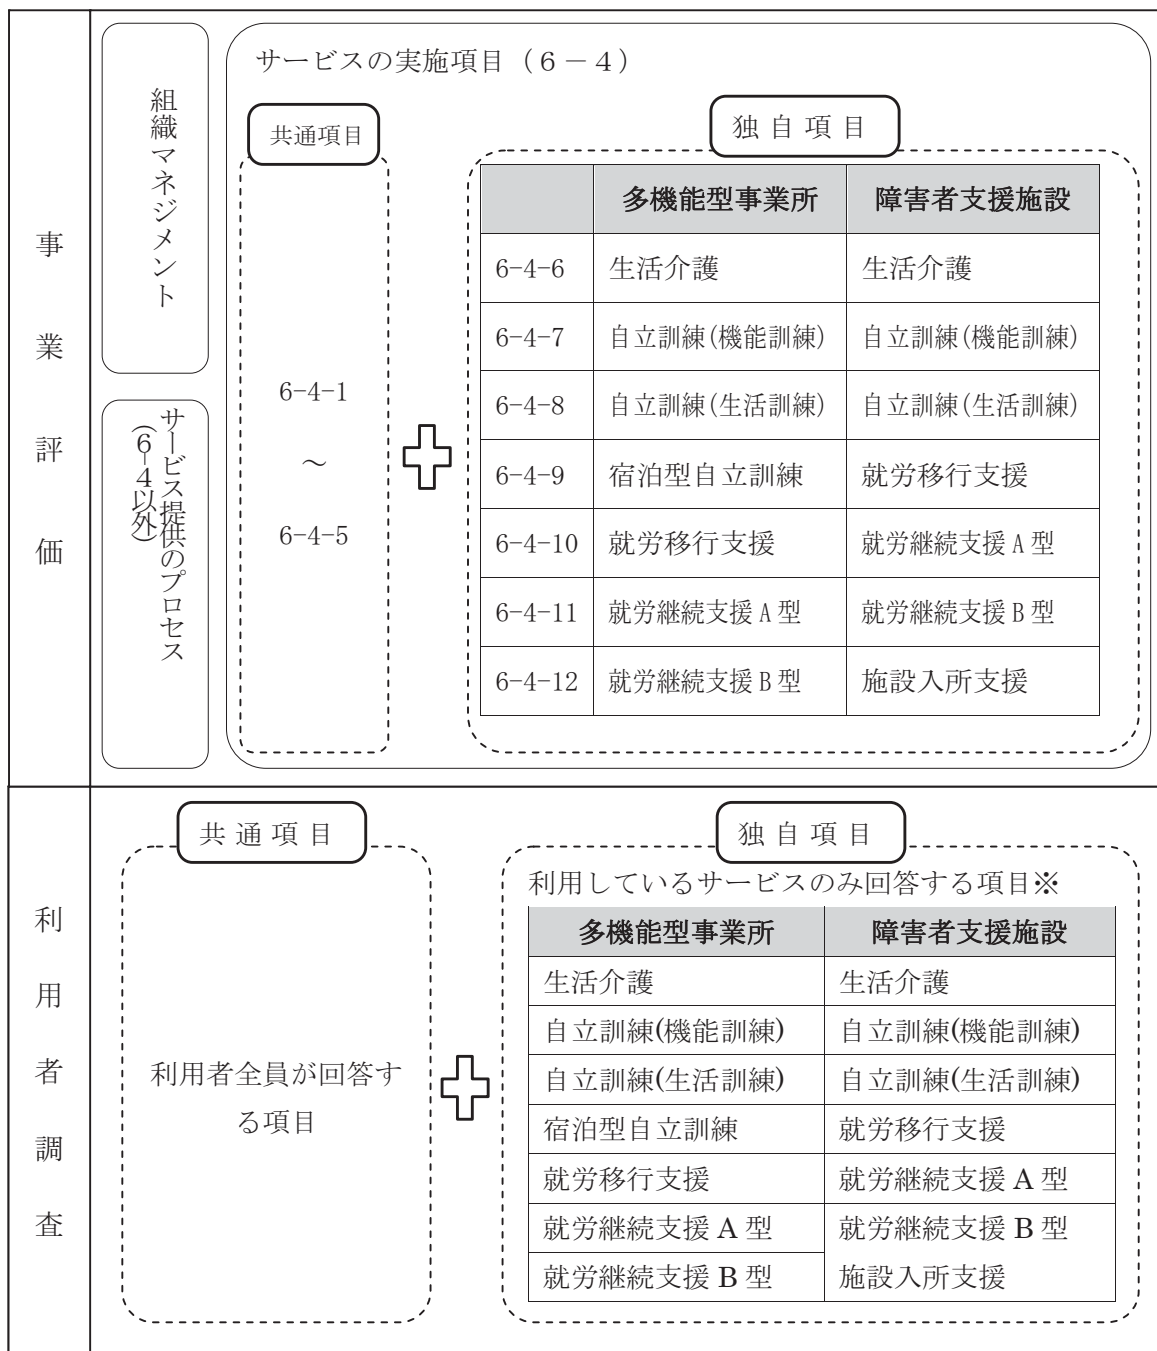 事業評価
組織マネジメント
サービス提供のプロセス
(6-4以外)
サービスの実施項目（６－４）
共通項目
6-4-1
～
6-4-5
独自項目
多機能型事業所 障害者支援施設
6-4-6 生活介護 生活介護
6-4-7 自立訓練(機能訓練) 自立訓練(機能訓練)
6-4-8 自立訓練(生活訓練) 自立訓練(生活訓練)
6-4-9 宿泊型自立訓練 就労移行支援
6-4-10 就労移行支援 就労継続支援 A 型
6-4-11 就労継続支援 A 型 就労継続支援 B 型
6-4-12 就労継続支援 B 型 施設入所支援
利用者調査
共通項目
利用者全員が回答す
る項目
独自項目
利用しているサービスのみ回答する項目※
多機能型事業所 障害者支援施設
生活介護 生活介護
自立訓練(機能訓練) 自立訓練(機能訓練)
自立訓練(生活訓練) 自立訓練(生活訓練)
宿泊型自立訓練 就労移行支援
就労移行支援 就労継続支援 A 型
就労継続支援 A 型 就労継続支援 B 型
就労継続支援 B 型 施設入所支援